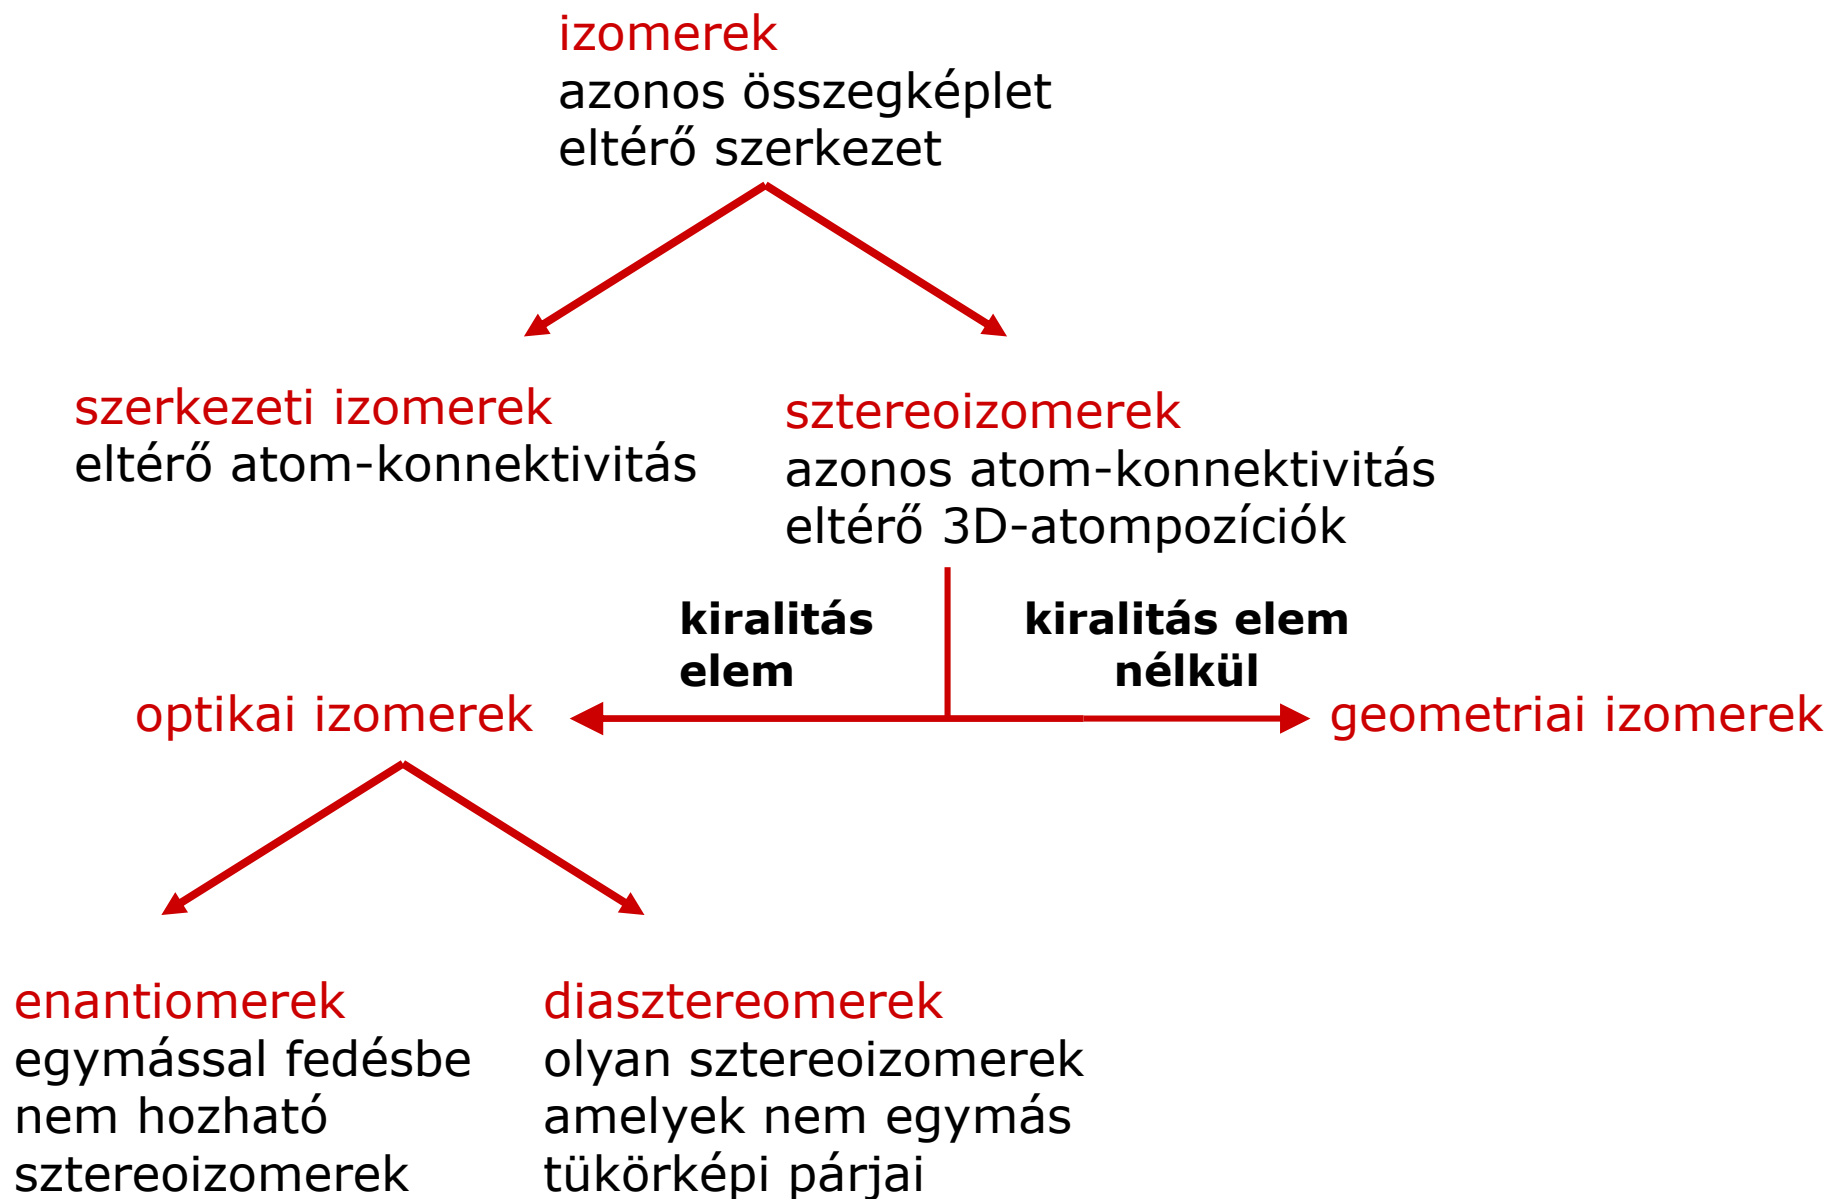 izomerek
azonos összegképlet
eltérő szerkezet
szerkezeti izomerek
eltérő atom-konnektivitás
sztereoizomerek
azonos atom-konnektivitás
eltérő 3D-atompozíciók
kiralitás
elem
kiralitás elem
nélkül
optikai izomerek
geometriai izomerek
enantiomerek
egymással fedésbe
nem hozható
sztereoizomerek
diasztereomerek
olyan sztereoizomerek
amelyek nem egymás
tükörképi párjai